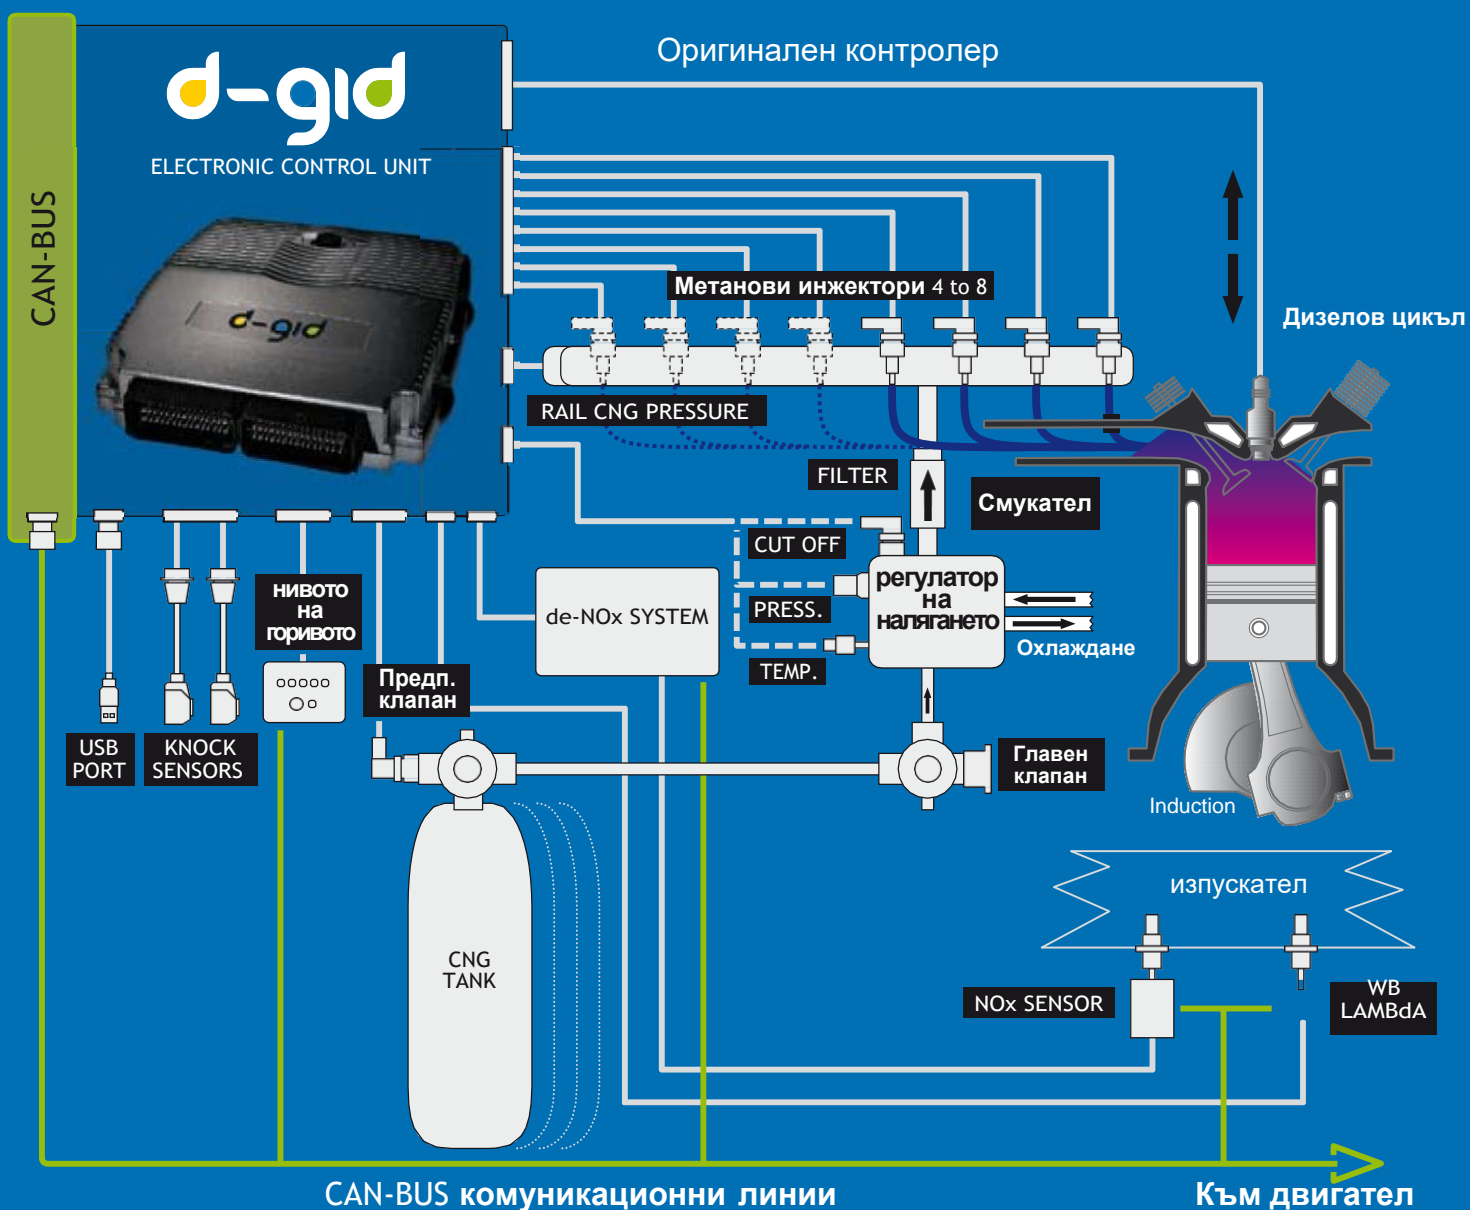 Оригинален контролер
d-gid
ELECTRONIC CONTROL UNIT
CAN-BUS
d-gid
Метанови инжектори 4 to 8
Дизелов цикъл
RAIL CNG PRESSURE
FILTER
Смукател
CUT OFF
PRESS.
TEMP.
регулатор
на
налягането
Охлаждане
нивото
на
горивото
de-NOx SYSTEM
Предп.
клапан
USB
PORT
KNOCK
SENSORS
Главен
клапан
Induction
изпускател
CNG
TANK
NOx SENSOR
WB
LAMBdA
CAN-BUS комуникационни линии
Към двигател